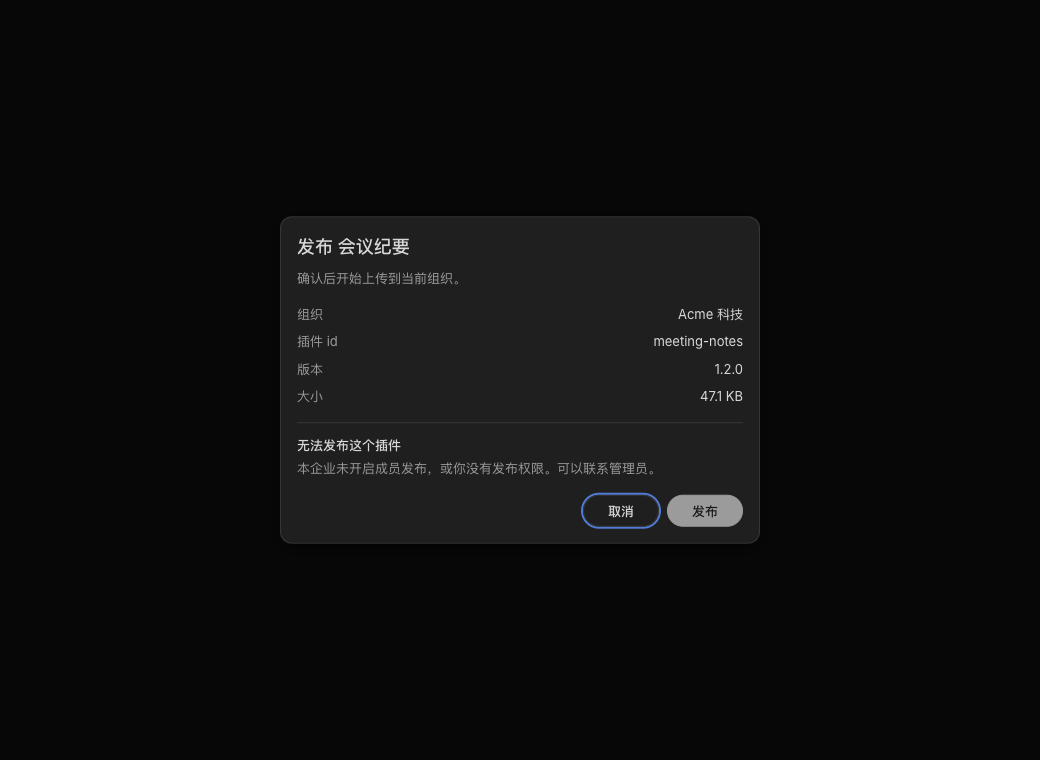 发布 会议纪要
确认后开始上传到当前组织。
组织 Acme 科技
插件 id meeting-notes
版本 1.2.0
大小 47.1 KB
无法发布这个插件
本企业未开启成员发布，或你没有发布权限。可以联系管理员。
取消 发布